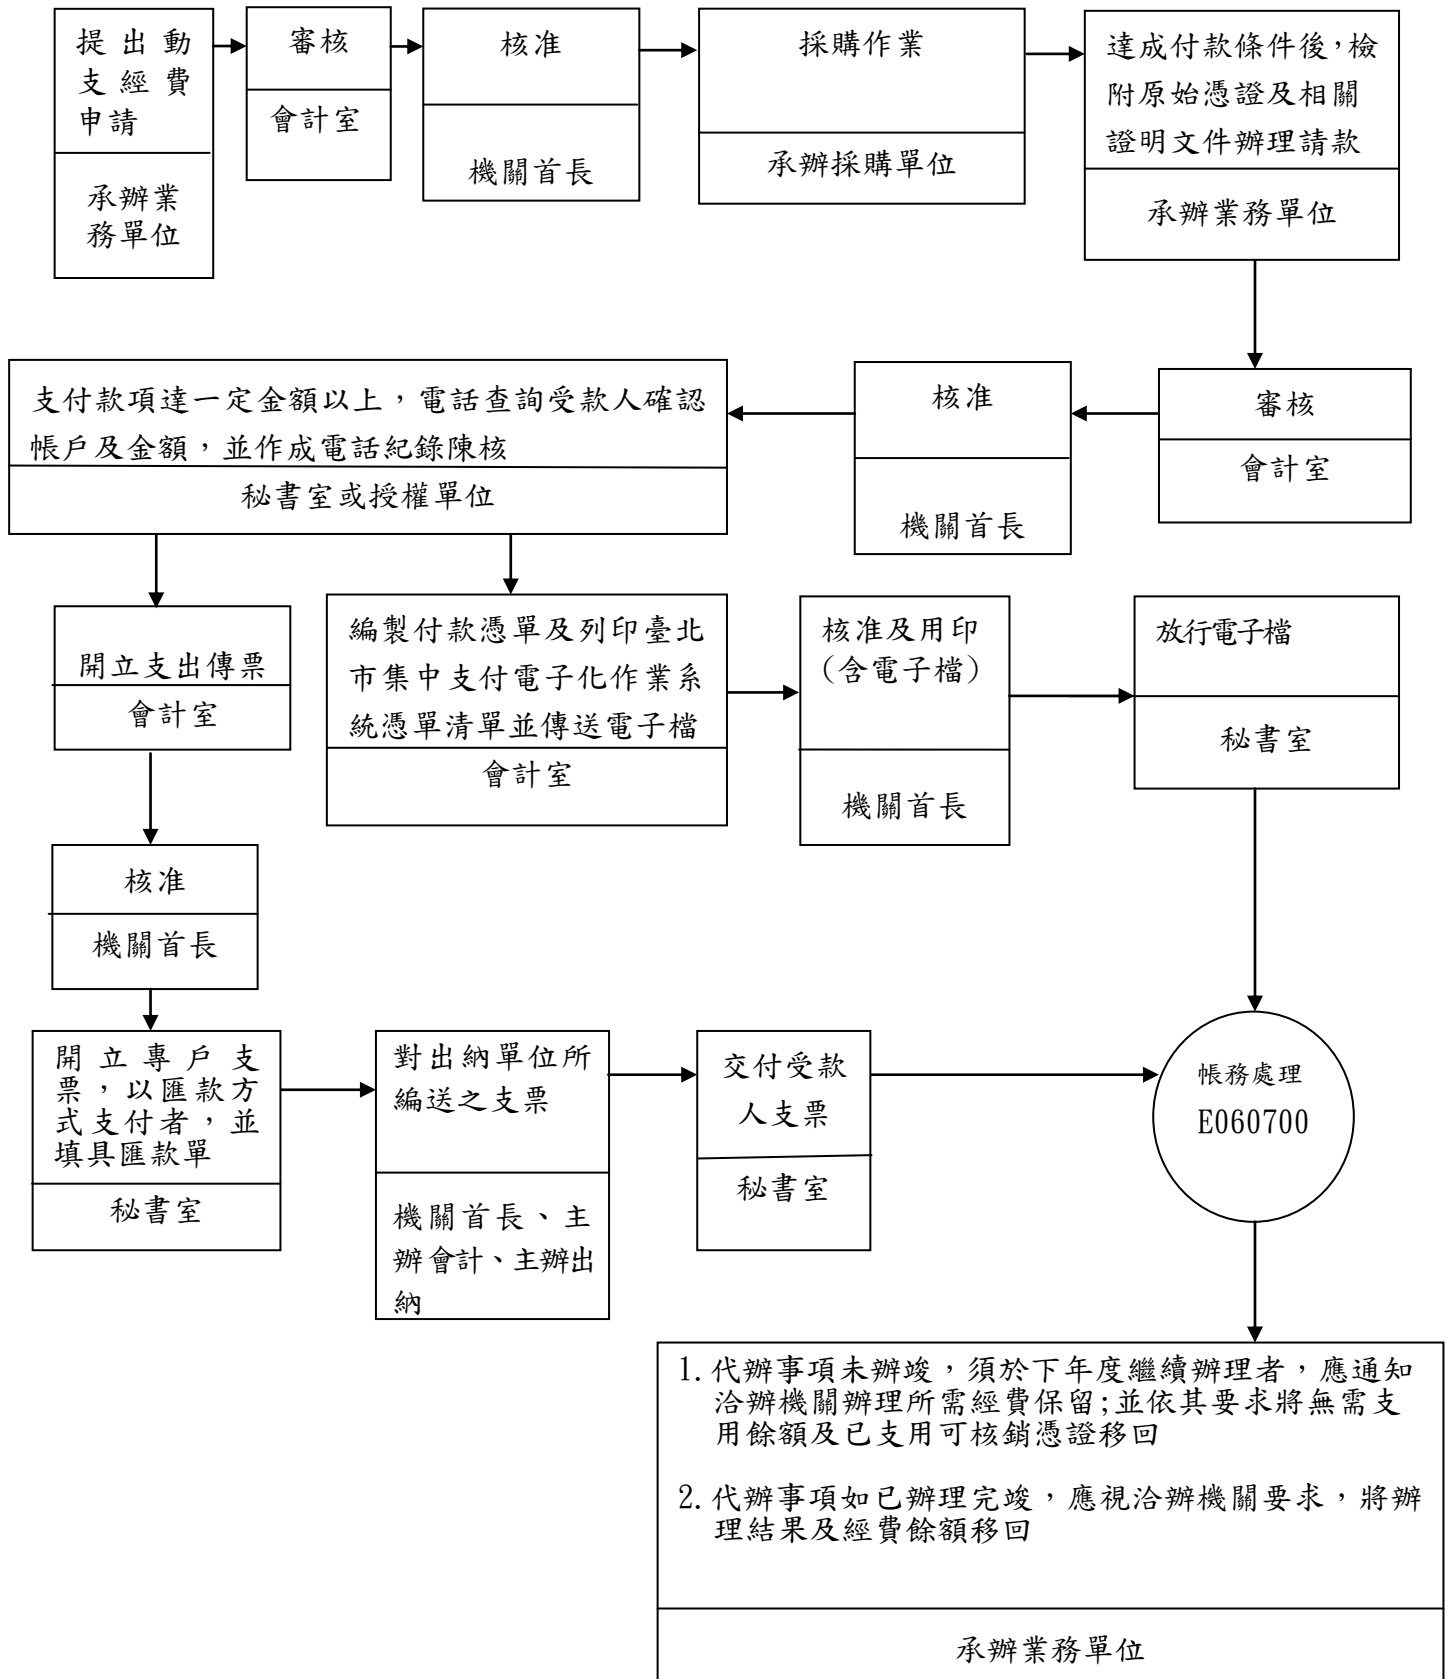 提出動
支經費
申請
承辦業
務單位
審核
會計室
核准
機關首長
採購作業
承辦採購單位
達成付款條件後，檢
附原始憑證及相關
證明文件辦理請款
承辦業務單位
審核
會計室
核准
機關首長
支付款項達一定金額以上，電話查詢受款人確認
帳戶及金額，並作成電話紀錄陳核
秘書室或授權單位
開立支出傳票
會計室
編製付款憑單及列印臺北
市集中支付電子化作業系
統憑單清單並傳送電子檔
會計室
核准及用印
(含電子檔)
機關首長
放行電子檔
秘書室
核准
機關首長
開立專戶支
票，以匯款方
式支付者，並
填具匯款單
秘書室
對出納單位所
編送之支票
機關首長、主
辦會計、主辦出
納
交付受款
人支票
秘書室
帳務處理
E060700
1.代辦事項未辦竣，須於下年度繼續辦理者，應通知
洽辦機關辦理所需經費保留;並依其要求將無需支
用餘額及已支用可核銷憑證移回
2.代辦事項如已辦理完竣，應視洽辦機關要求，將辦
理結果及經費餘額移回
承辦業務單位